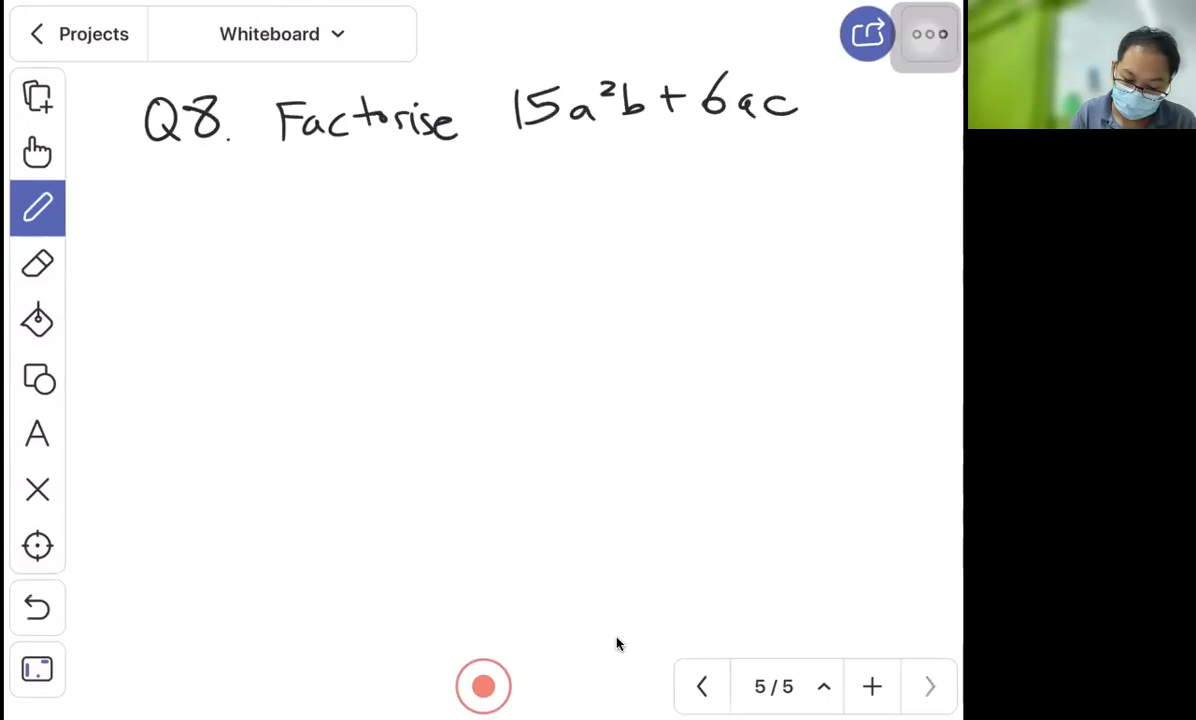 Projects
Whiteboard
Q8. Factorise 15a²b + 6ac
A
5 / 5